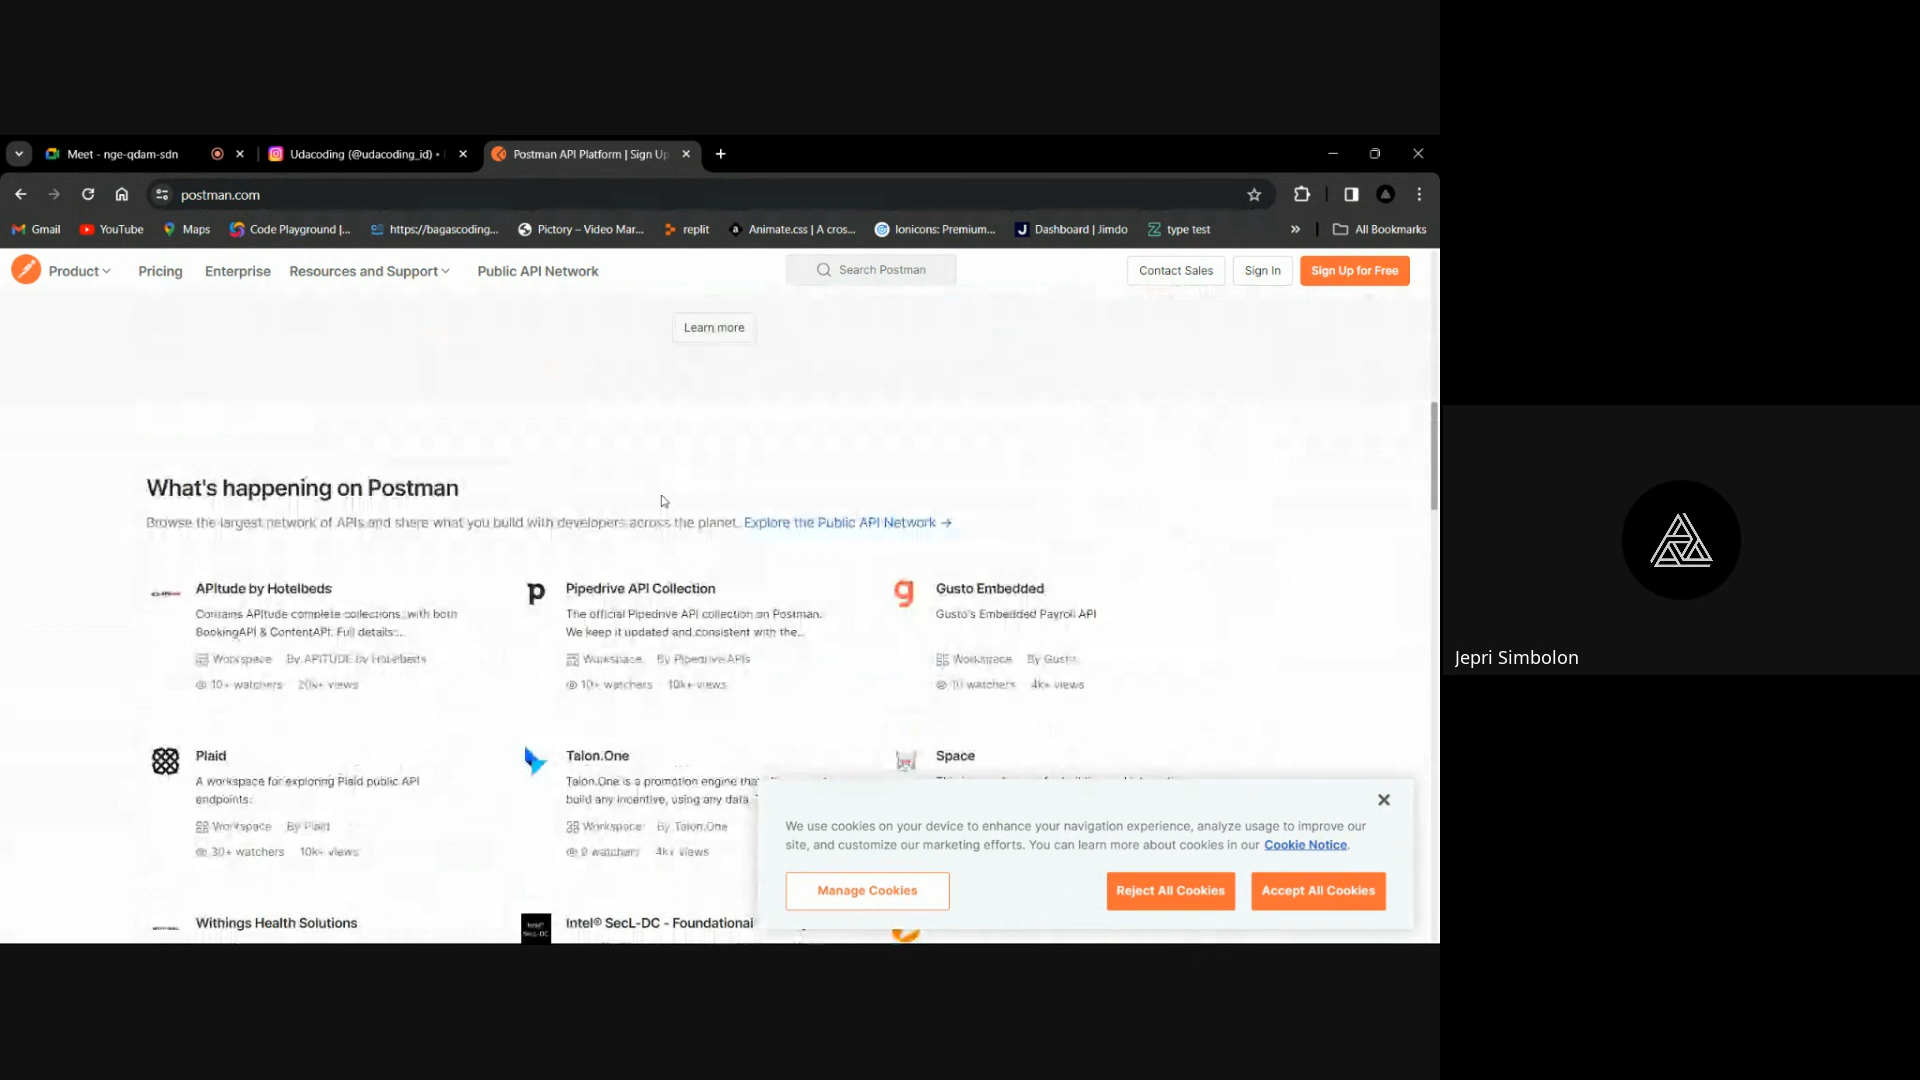 Meet - nge-qdam-sdn
Udacoding (@udacoding_id) •
Postman API Platform | Sign Up
postman.com
Gmail
YouTube
Maps
Code Playground |...
https://bagascoding...
Pictory – Video Mar...
replit
Animate.css | A cros...
Ionicons: Premium...
Dashboard | Jimdo
type test
»
All Bookmarks
Product
Pricing
Enterprise
Resources and Support
Public API Network
Search Postman
Contact Sales
Sign In
Sign Up for Free
Learn more
What's happening on Postman
Browse the largest network of APIs and share what you build with developers across the planet. Explore the Public API Network →
APItude by Hotelbeds
Contains APItude complete collections, with both
BookingAPI & ContentAPI. Full details:...
Workspace By APITUDE by Hotelbeds
10+ watchers 20k+ views
Pipedrive API Collection
The official Pipedrive API collection on Postman.
We keep it updated and consistent with the...
Workspace By Pipedrive APIs
10+ watchers 10k+ views
Gusto Embedded
Gusto's Embedded Payroll API
Workspace By Gusto
10 watchers 4k+ views
Plaid
A workspace for exploring Plaid public API
endpoints.
Workspace By Plaid
30+ watchers 10k+ views
Talon.One
Talon.One is a promotion engine
build any incentive, using any data
Workspace By Talon.One
9 watchers 4k+ views
Space
Withings Health Solutions
Intel® SecL-DC - Foundational
We use cookies on your device to enhance your navigation experience, analyze usage to improve our
site, and customize our marketing efforts. You can learn more about cookies in our Cookie Notice.
Manage Cookies
Reject All Cookies
Accept All Cookies
Jepri Simbolon